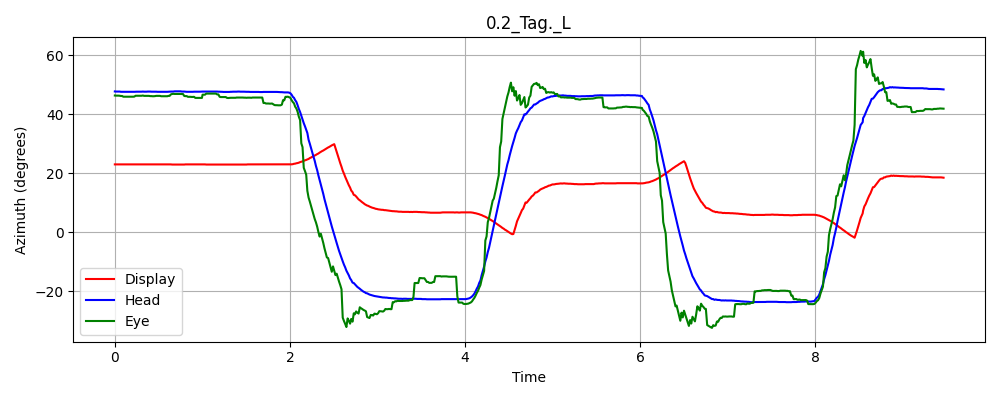 0.2_Tag._L
Azimuth (degrees)
60
40
20
0
−20
Display
Head
Eye
0 2 4 6 8
Time